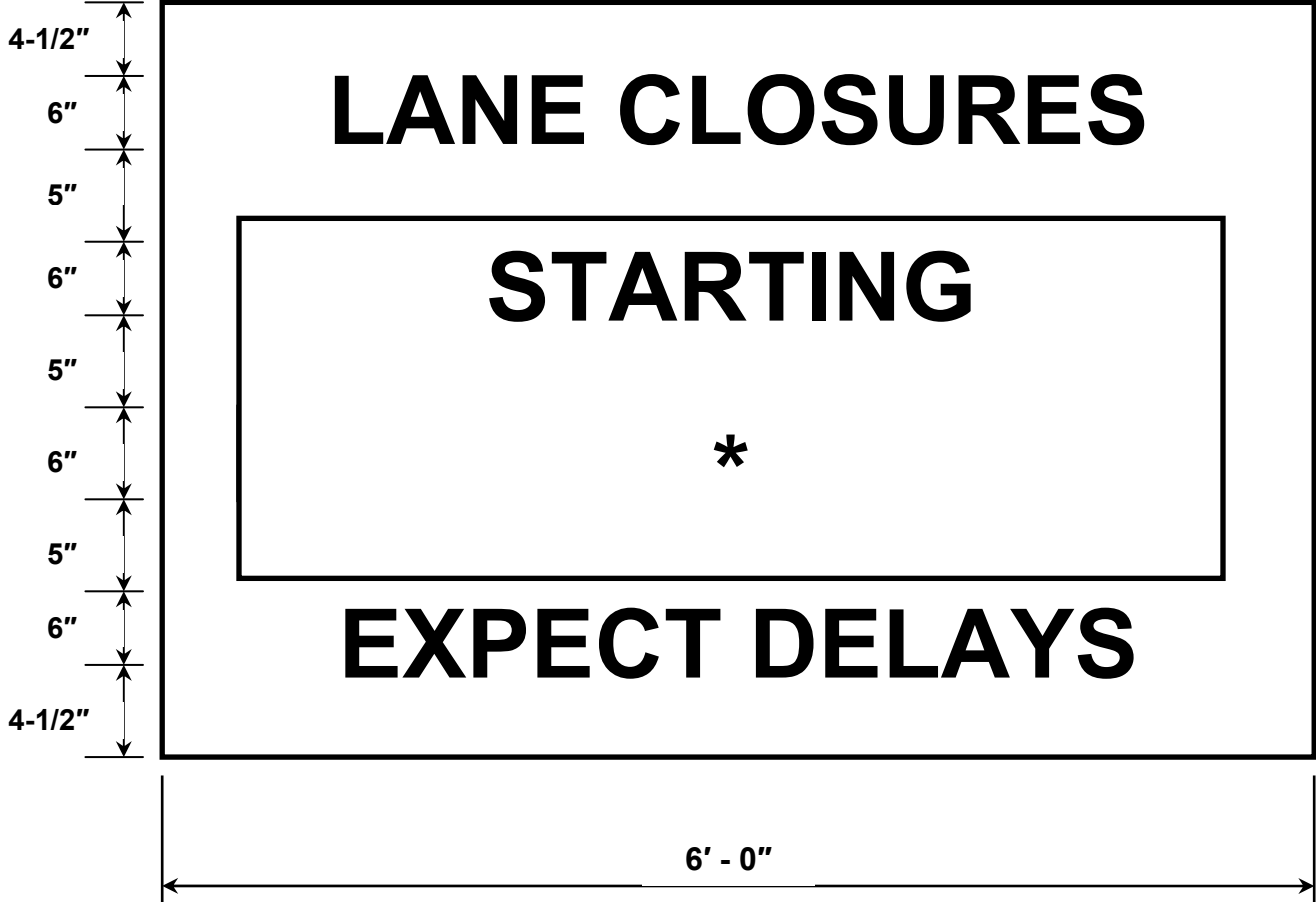 4-1/2″
LANE CLOSURES
6″
5″
STARTING
6″
5″
*
6″
5″
EXPECT DELAYS
6″
4-1/2″
6′ - 0″